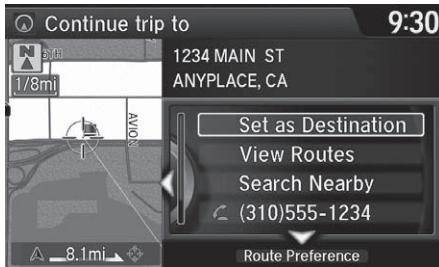 Continue trip to
9:30
N
6TH
1/8mi
AVION
8.1mi
1234 MAIN ST
ANYPLACE, CA
Set as Destination
View Routes
Search Nearby
(310)555-1234
Route Preference